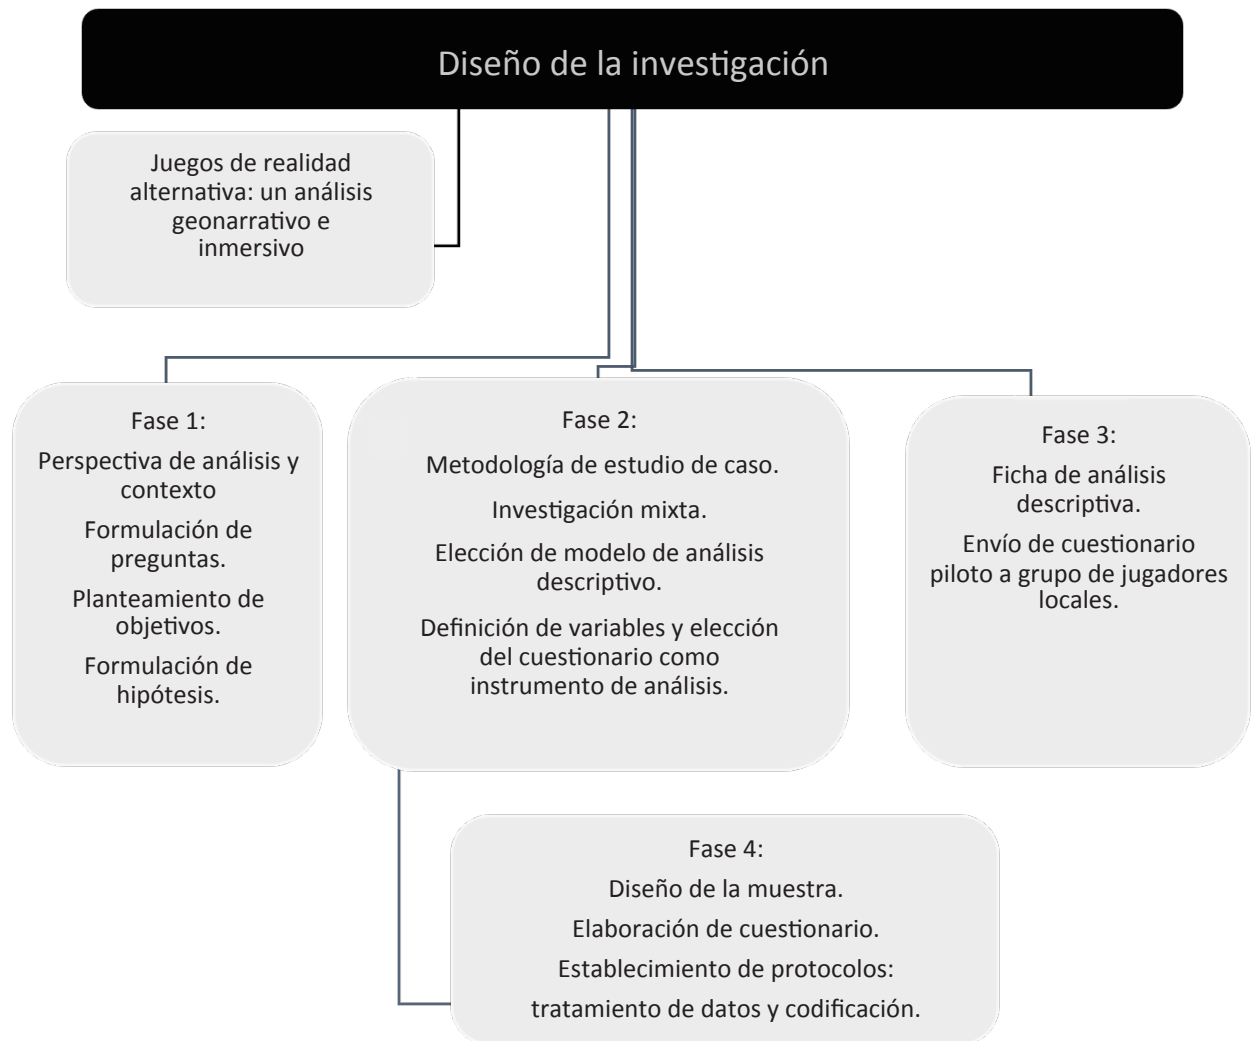 Diseño de la investigación
Juegos de realidad
alternativa: un análisis
geonarrativo e
inmersivo
Fase 1:
Perspectiva de análisis y
contexto
Formulación de
preguntas.
Planteamiento de
objetivos.
Formulación de
hipótesis.
Fase 2:
Metodología de estudio de caso.
Investigación mixta.
Elección de modelo de análisis
descriptivo.
Definición de variables y elección
del cuestionario como
instrumento de análisis.
Fase 3:
Ficha de análisis
descriptiva.
Envío de cuestionario
piloto a grupo de jugadores
locales.
Fase 4:
Diseño de la muestra.
Elaboración de cuestionario.
Establecimiento de protocolos:
tratamiento de datos y codificación.